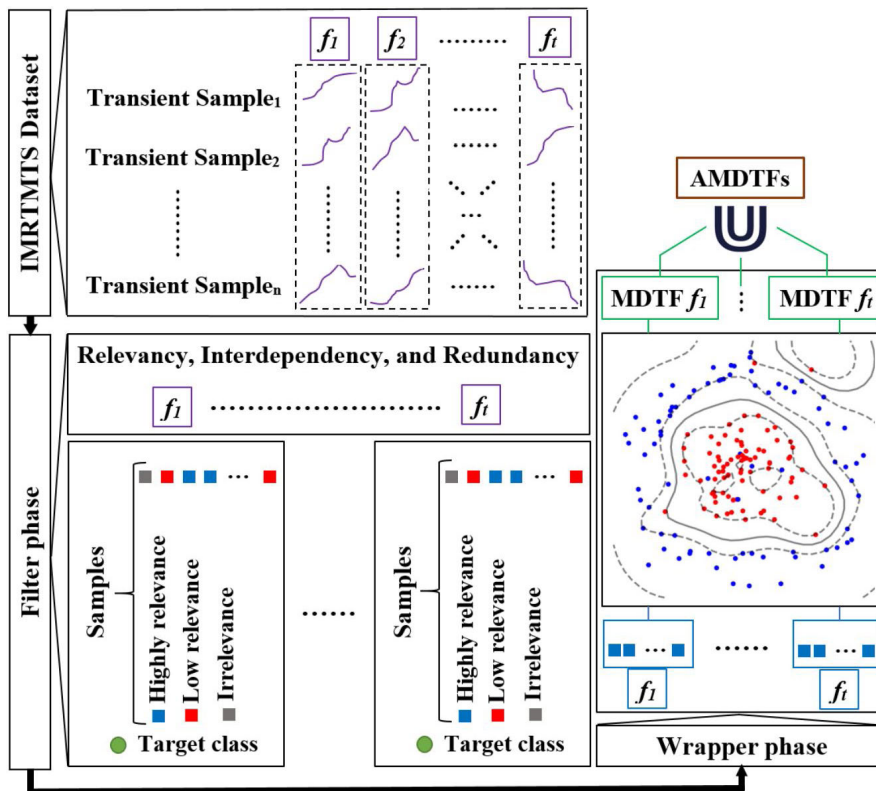 IMRTMTS Dataset
f1 f2 ......... ft
Transient Sample1 ......
Transient Sample2 ......
Transient Samplen ......
AMDTFs
MDTF f1
MDTF ft
Filter phase
Relevancy, Interdependency, and Redundancy
f1 .......................... ft
Samples
Highly relevance
Low relevance
Irrelevance
Target class
......
Samples
Highly relevance
Low relevance
Irrelevance
Target class
f1 ...... ft
Wrapper phase